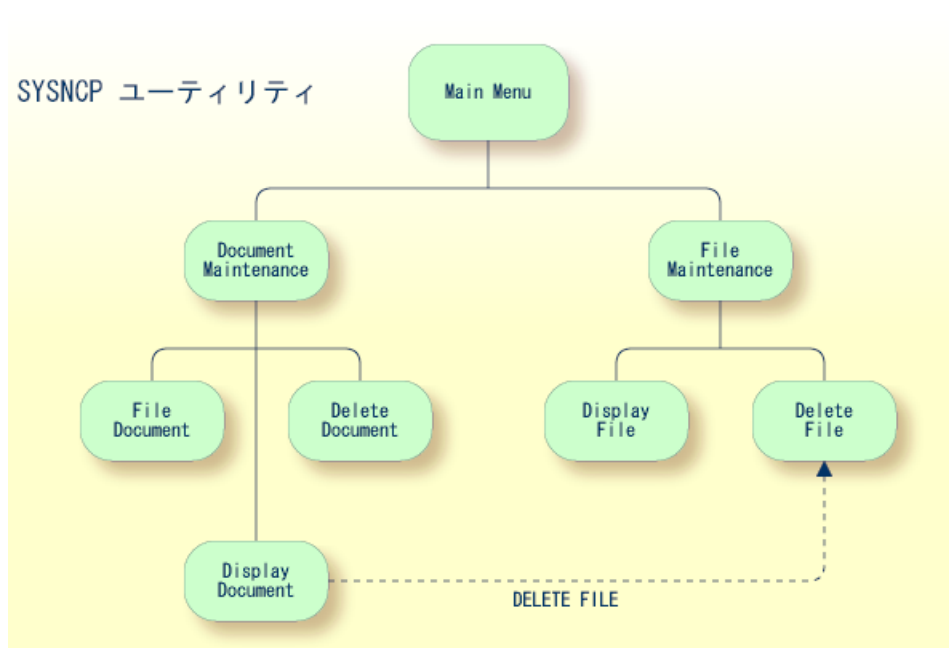 SYSNCP ユーティリティ
Main Menu
Document
Maintenance
File
Maintenance
File
Document
Delete
Document
Display
File
Delete
File
Display
Document
DELETE FILE